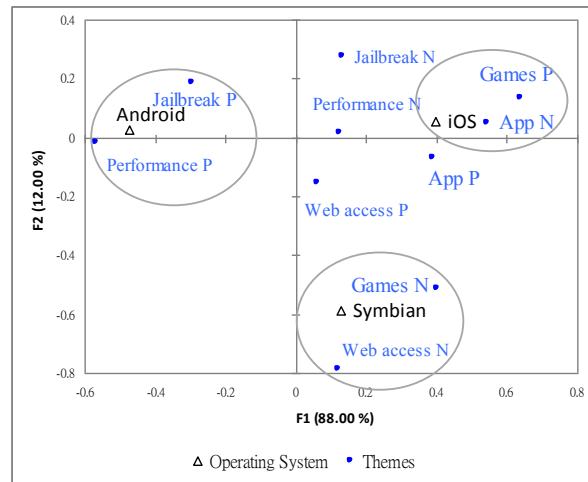 0.4
Jailbreak N
0.2
Games P
Jailbreak P
Android
Performance N
iOS
App N
0
Performance P
App P
-0.2
Web access P
F2 (12.00 %)
-0.4
Games N
-0.6
Symbian
Web access N
-0.8
-0.6 -0.4 -0.2 0 0.2 0.4 0.6 0.8
F1 (88.00 %)
Operating System Themes